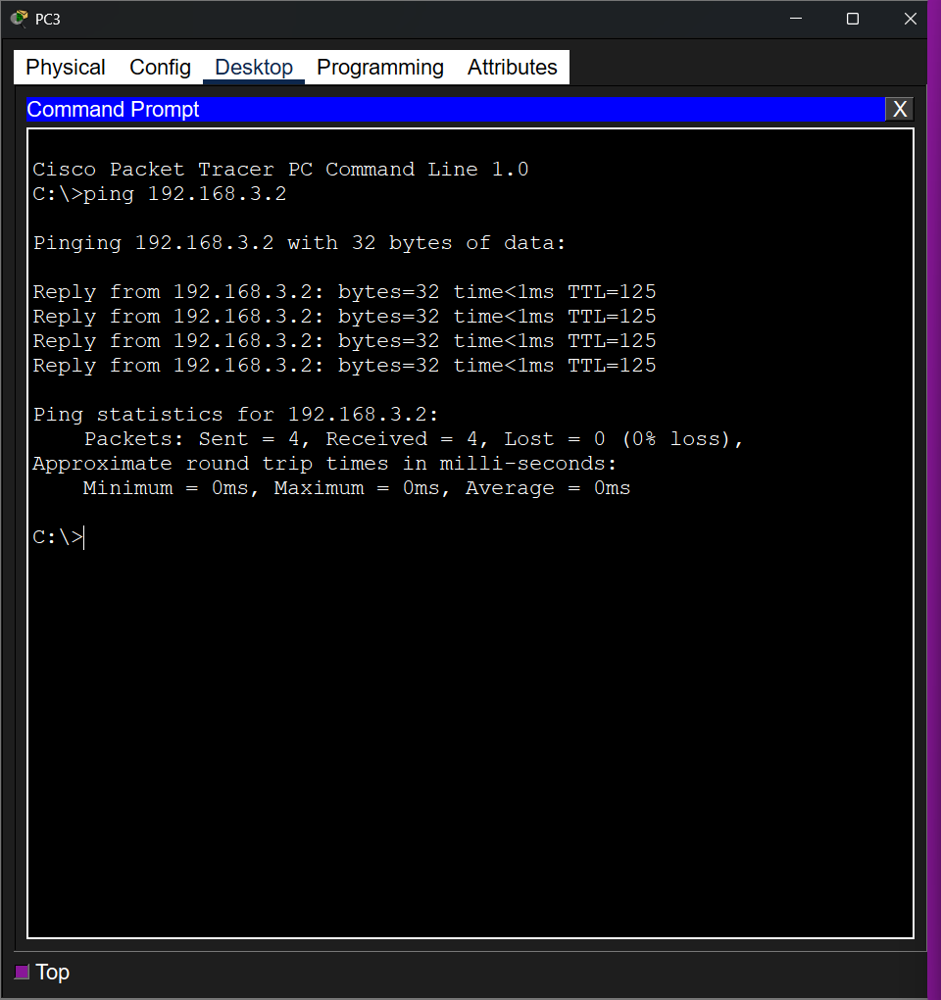 PC3
Physical Config Desktop Programming Attributes
Command Prompt
X
Cisco Packet Tracer PC Command Line 1.0
C:\>ping 192.168.3.2
Pinging 192.168.3.2 with 32 bytes of data:
Reply from 192.168.3.2: bytes=32 time<1ms TTL=125
Reply from 192.168.3.2: bytes=32 time<1ms TTL=125
Reply from 192.168.3.2: bytes=32 time<1ms TTL=125
Reply from 192.168.3.2: bytes=32 time<1ms TTL=125
Ping statistics for 192.168.3.2:
Packets: Sent = 4, Received = 4, Lost = 0 (0% loss),
Approximate round trip times in milli-seconds:
Minimum = 0ms, Maximum = 0ms, Average = 0ms
C:\>
Top